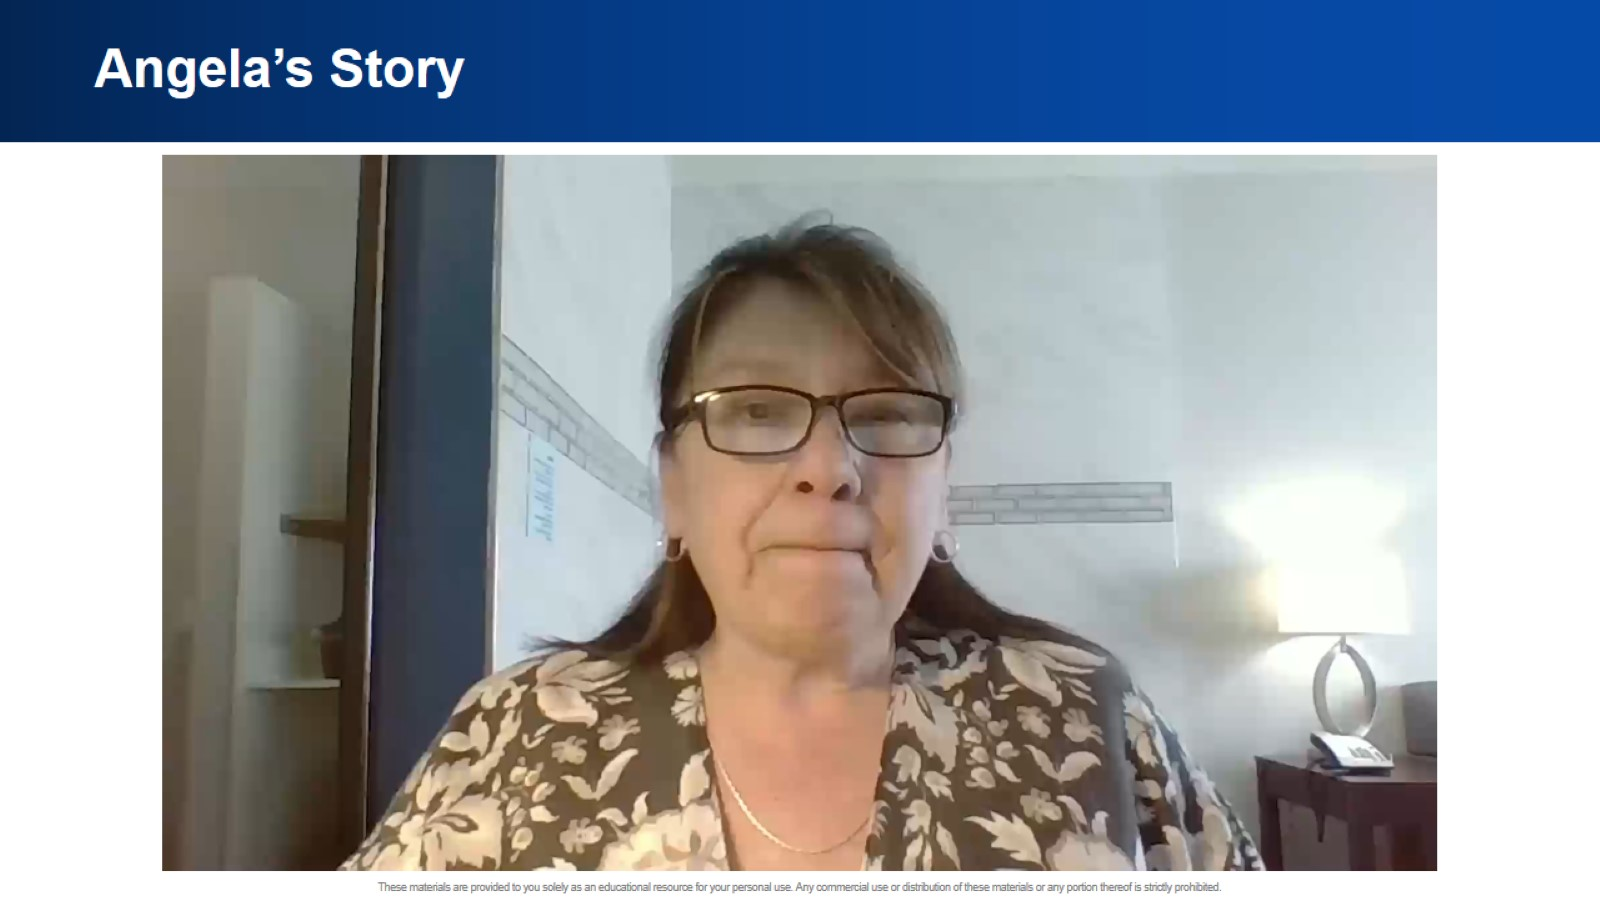 Angela’s Story
These materials are provided to you solely as an educational resource for your personal use. Any commercial use or distribution of these materials or any portion thereof is strictly prohibited.